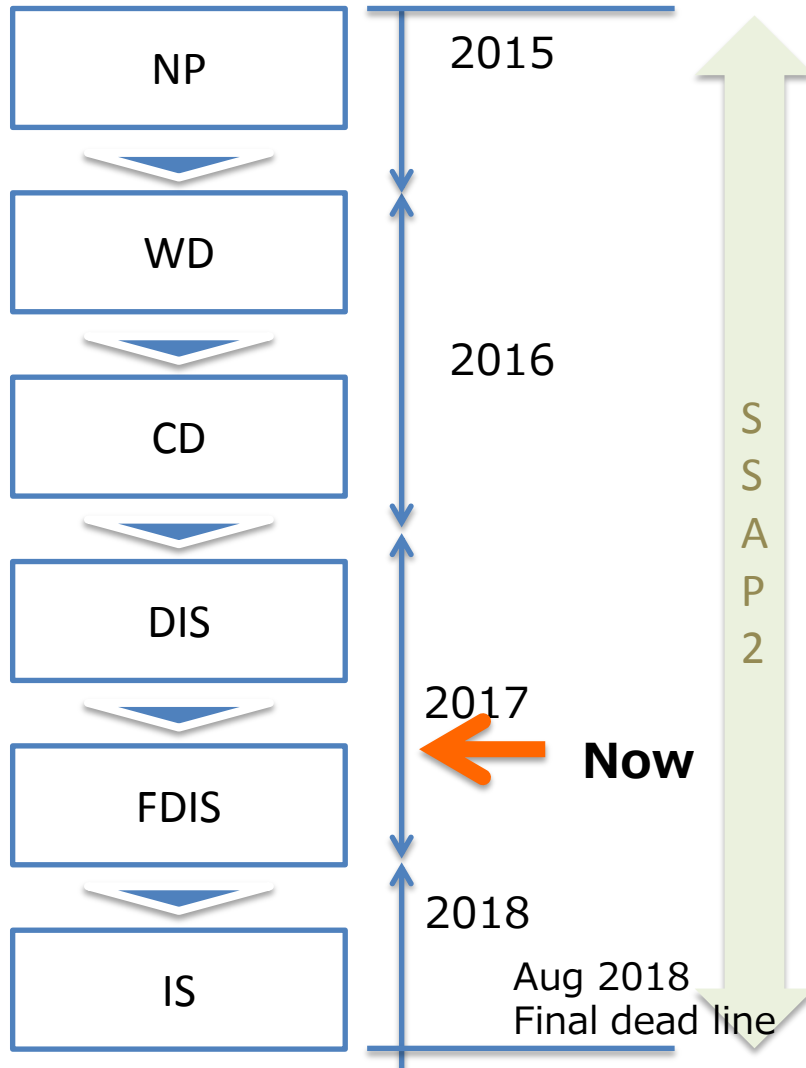 NP
2015
WD
2016
CD
S
S
A
P
2
DIS
2017
Now
FDIS
2018
IS
Aug 2018
Final dead line